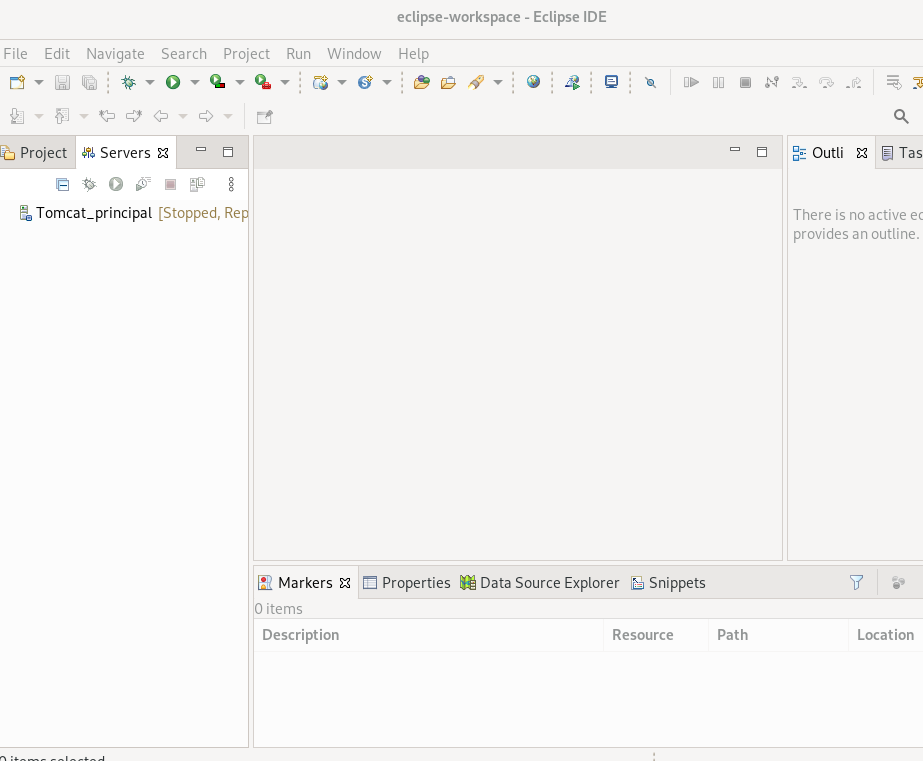 eclipse-workspace - Eclipse IDE
File Edit Navigate Search Project Run Window Help
Project Servers Outli Tas
Tomcat_principal [Stopped, Rep
There is no active ec
provides an outline.
Markers Properties Data Source Explorer Snippets
0 items
Description Resource Path Location
0 items selected